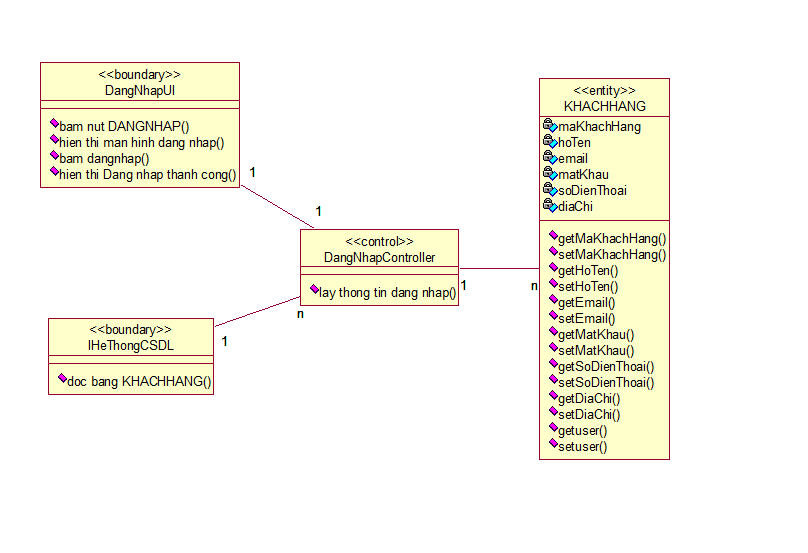 <<boundary>>
DangNhapUI
bam nut DANGNHAP()
hien thi man hinh dang nhap()
bam dangnhap()
hien thi Dang nhap thanh cong()
1
1
<<control>>
DangNhapController
lay thong tin dang nhap()
1
n
n
1
<<boundary>>
IHeThongCSDL
doc bang KHACHHANG()
<<entity>>
KHACHHANG
maKhachHang
hoTen
email
matKhau
soDienThoai
diaChi
getMaKhachHang()
setMaKhachHang()
getHoTen()
setHoTen()
getEmail()
setEmail()
getMatKhau()
setMatKhau()
getSoDienThoai()
setSoDienThoai()
getDiaChi()
setDiaChi()
getuser()
setuser()